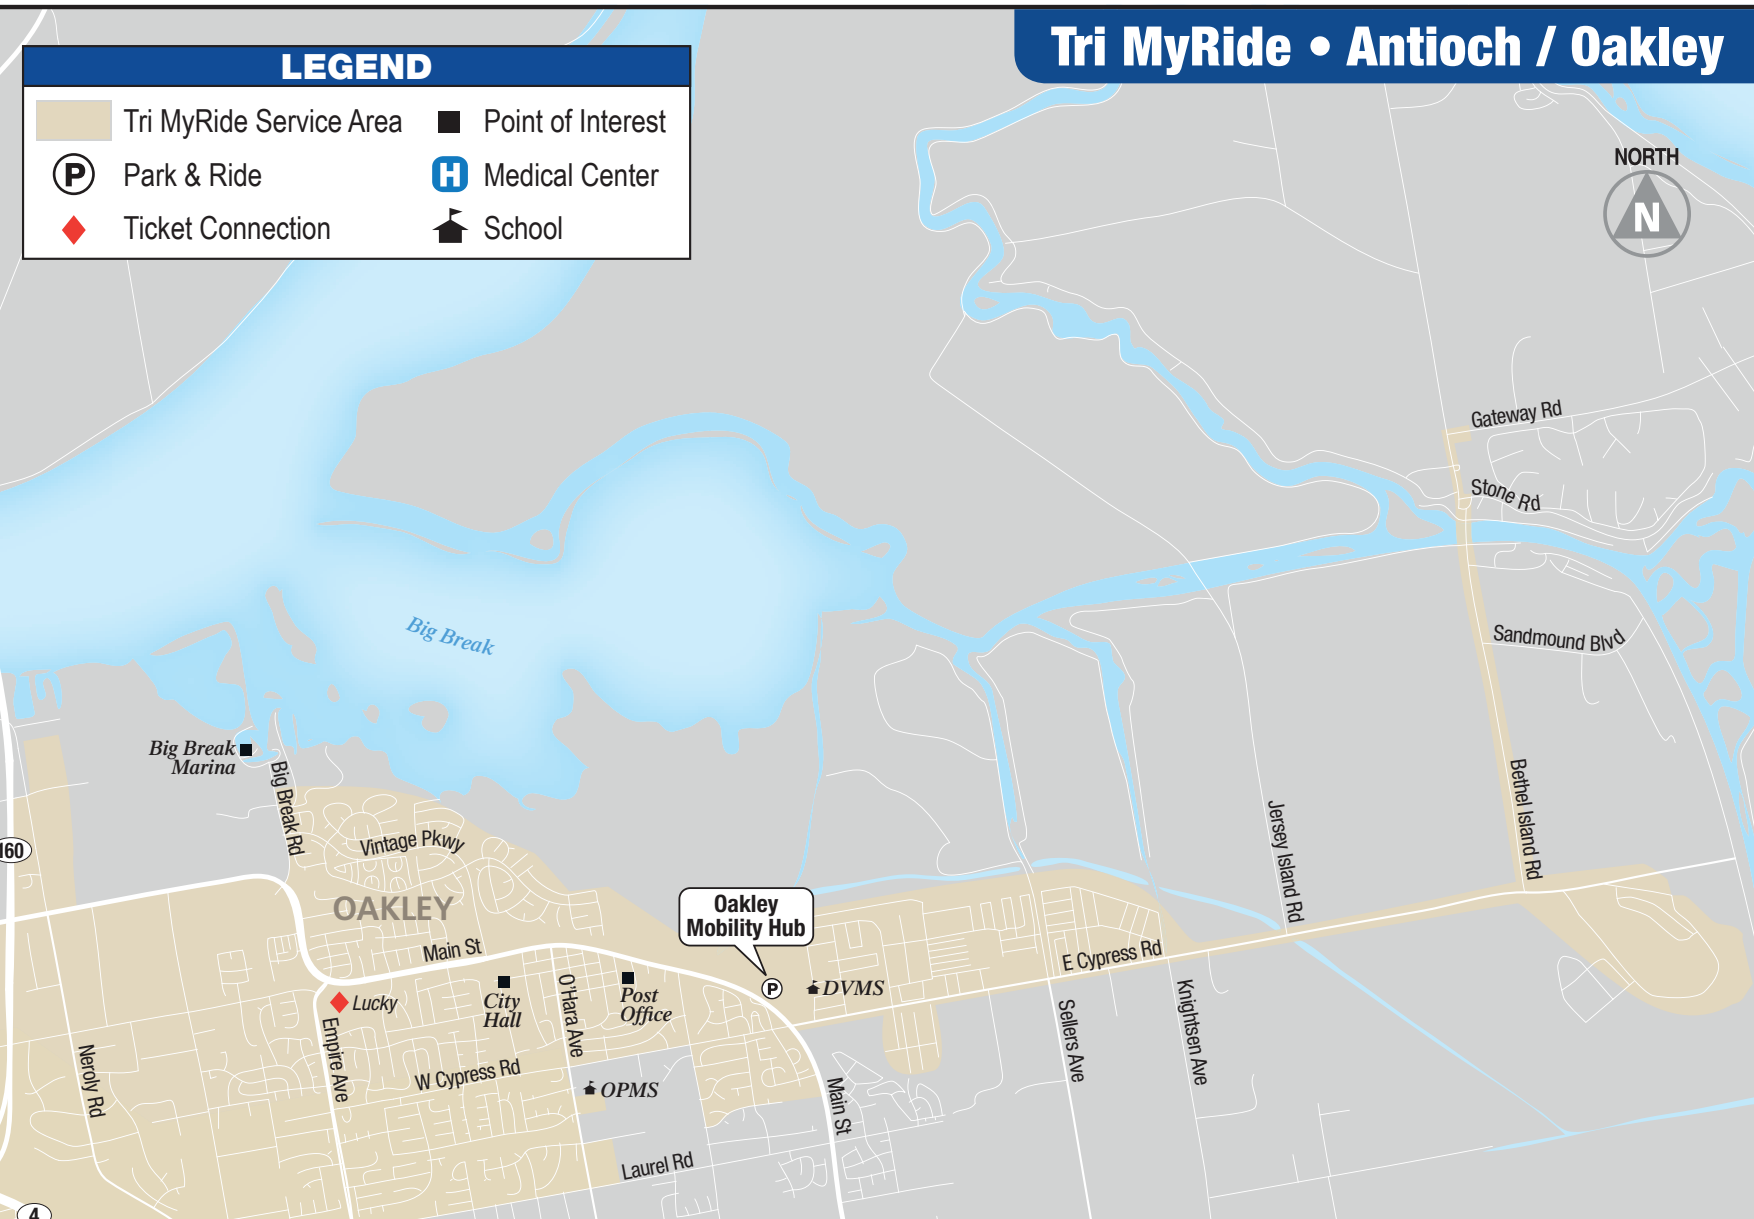 Tri MyRide • Antioch / Oakley
LEGEND
Tri MyRide Service Area
Point of Interest
P
Park & Ride
H
Medical Center
Ticket Connection
School
NORTH
N
Gateway Rd
Stone Rd
Big Break
Sandmound Blvd
Big Break
Marina
Big Break Rd
Bethel Island Rd
Jersey Island Rd
160
Vintage Pkwy
OAKLEY
Oakley
Mobility Hub
Main St
E Cypress Rd
P
DVMS
Lucky
City
Hall
O'Hara Ave
Post
Office
Knightsen Ave
Sellers Ave
Empire Ave
Neroly Rd
W Cypress Rd
OPMS
Main St
Laurel Rd
4